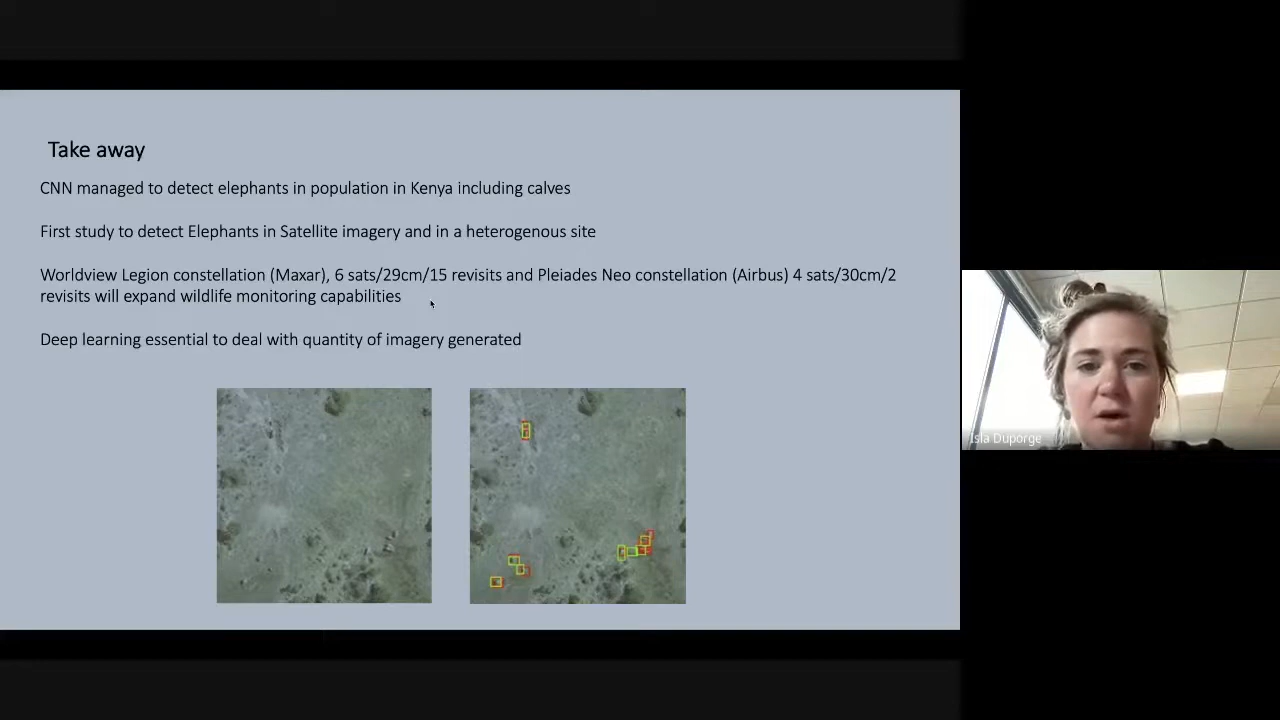 Take away
CNN managed to detect elephants in population in Kenya including calves
First study to detect Elephants in Satellite imagery and in a heterogenous site
Worldview Legion constellation (Maxar), 6 sats/29cm/15 revisits and Pleiades Neo constellation (Airbus) 4 sats/30cm/2
revisits will expand wildlife monitoring capabilities
Deep learning essential to deal with quantity of imagery generated
Isla Duporge